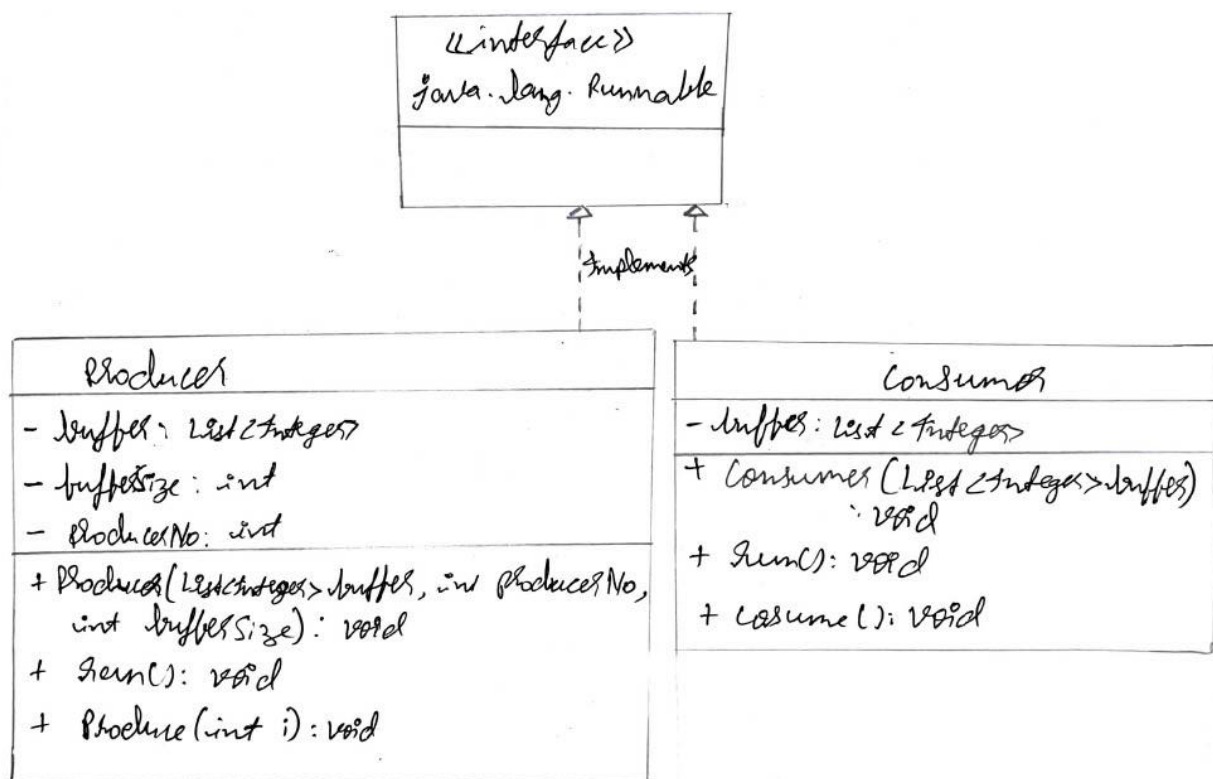 <<interface>>
java.lang.Runnable
Implements
Producer
- buffer: List<Integer>
- bufferSize: int
- ProducerNo: int
+ Producer(List<Integer> buffer, int producerNo,
int bufferSize): void
+ run(): void
+ Produce(int i): void
Consumer
- buffer: List<Integer>
+ Consumer(List<Integer> buffer)
: void
+ run(): void
+ cosume(): void